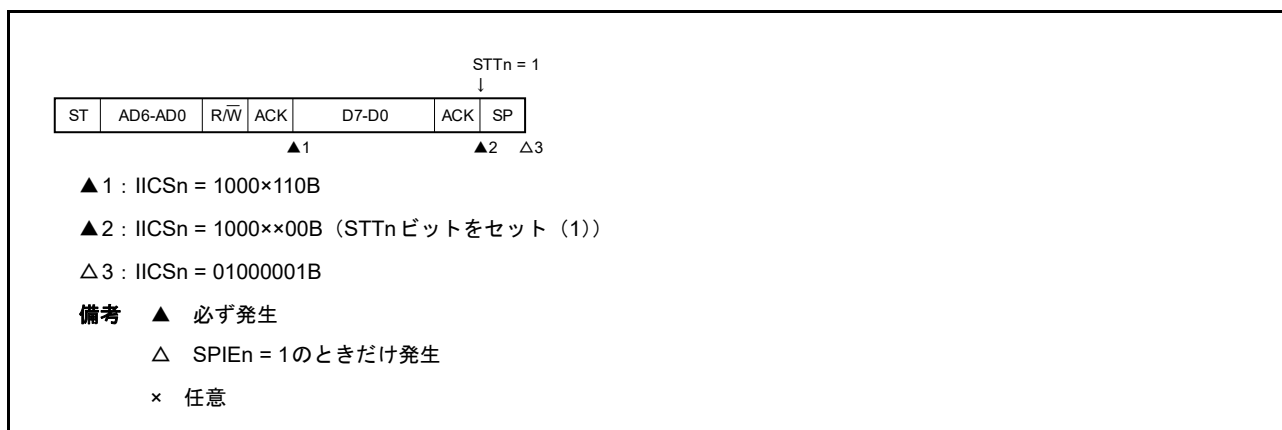 STTn = 1
↓
ST AD6-AD0 R/W̅ ACK D7-D0 ACK SP
▲1 ▲2 △3
▲1：IICSn = 1000×110B
▲2：IICSn = 1000××00B（STTnビットをセット（1））
△3：IICSn = 01000001B
備考 ▲ 必ず発生
△ SPIEn = 1のときだけ発生
× 任意